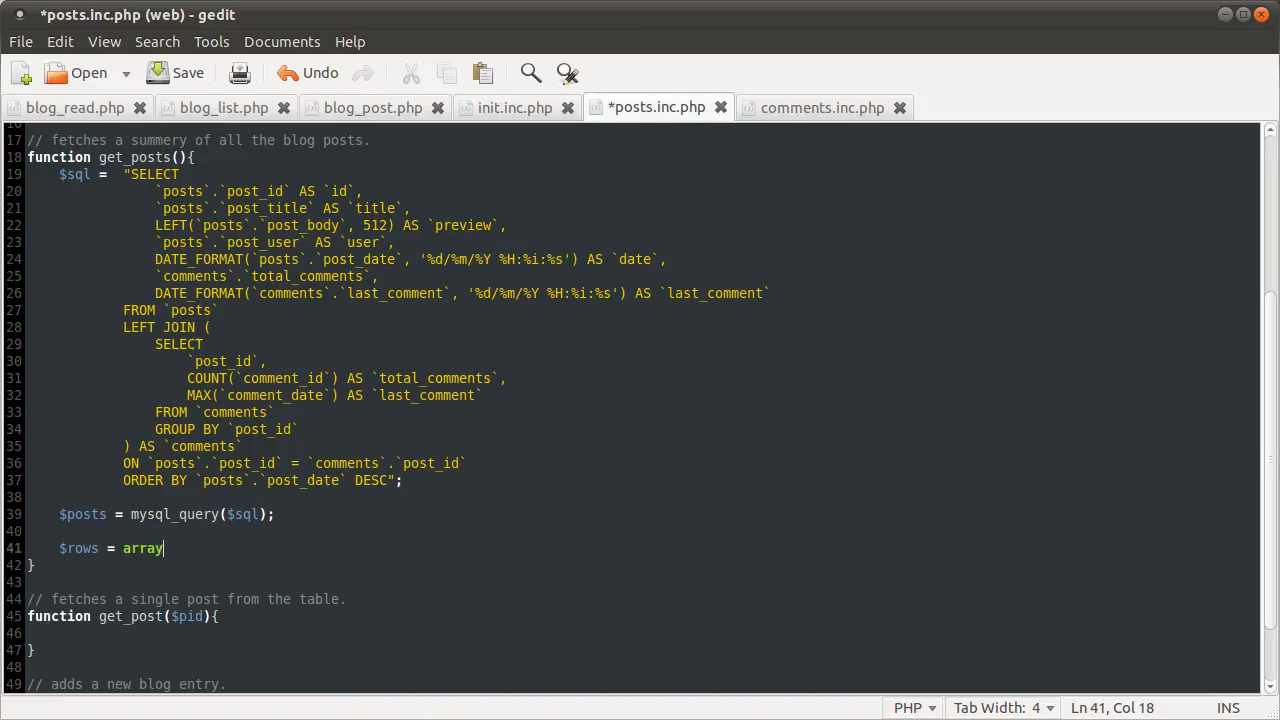 *posts.inc.php (web) - gedit
File Edit View Search Tools Documents Help
Open Save Undo
blog_read.php blog_list.php blog_post.php init.inc.php *posts.inc.php comments.inc.php
16
17 // fetches a summery of all the blog posts.
18 function get_posts(){
19 $sql = "SELECT
20 `posts`.`post_id` AS `id`,
21 `posts`.`post_title` AS `title`,
22 LEFT(`posts`.`post_body`, 512) AS `preview`,
23 `posts`.`post_user` AS `user`,
24 DATE_FORMAT(`posts`.`post_date`, '%d/%m/%Y %H:%i:%s') AS `date`,
25 `comments`.`total_comments`,
26 DATE_FORMAT(`comments`.`last_comment`, '%d/%m/%Y %H:%i:%s') AS `last_comment`
27 FROM `posts`
28 LEFT JOIN (
29 SELECT
30 `post_id`,
31 COUNT(`comment_id`) AS `total_comments`,
32 MAX(`comment_date`) AS `last_comment`
33 FROM `comments`
34 GROUP BY `post_id`
35 ) AS `comments`
36 ON `posts`.`post_id` = `comments`.`post_id`
37 ORDER BY `posts`.`post_date` DESC";
38
39 $posts = mysql_query($sql);
40
41 $rows = array
42 }
43
44 // fetches a single post from the table.
45 function get_post($pid){
46
47 }
48
49 // adds a new blog entry.
PHP Tab Width: 4 Ln 41, Col 18 INS